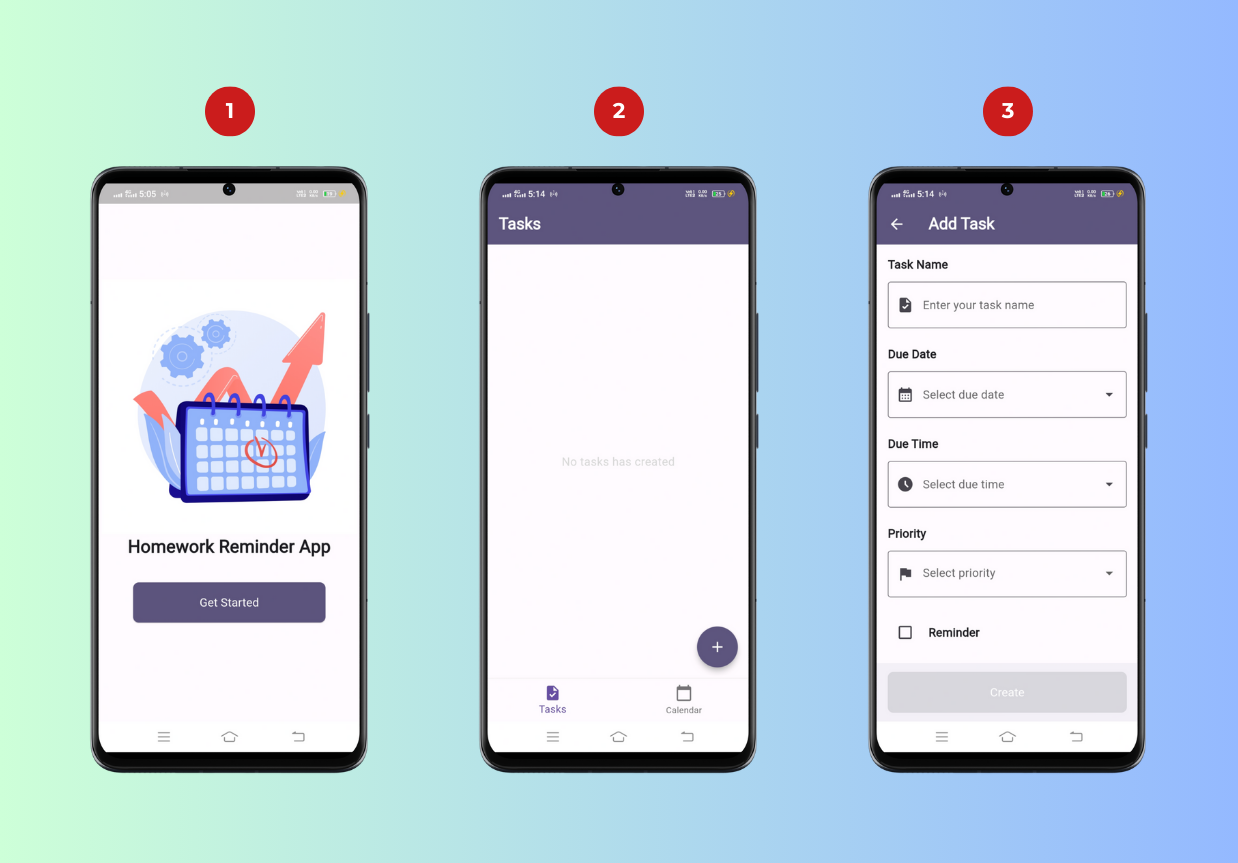 1
2
3
5:05
5:14
5:14
Homework Reminder App
Get Started
Tasks
No tasks has created
+
Tasks
Calendar
Add Task
Task Name
Enter your task name
Due Date
Select due date
Due Time
Select due time
Priority
Select priority
Reminder
Create